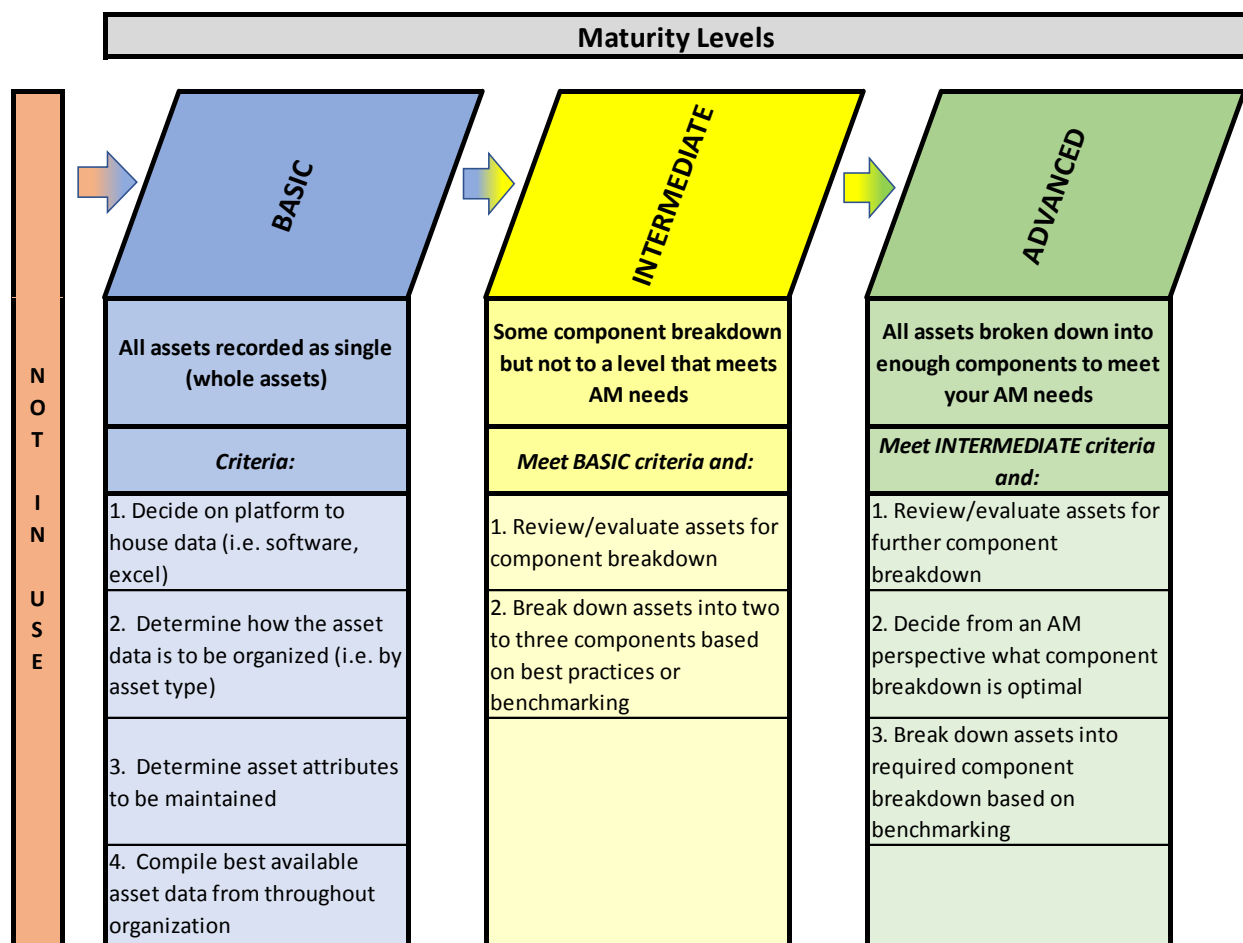 Maturity Levels
N
O
T
I
N
U
S
E
BASIC
All assets recorded as single
(whole assets)
Criteria:
1. Decide on platform to
house data (i.e. software,
excel)
2.  Determine how the asset
data is to be organized (i.e. by
asset type)
3.  Determine asset attributes
to be maintained
4.  Compile best available
asset data from throughout
organization
INTERMEDIATE
Some component breakdown
but not to a level that meets
AM needs
Meet BASIC criteria and:
1. Review/evaluate assets for
component breakdown
2. Break down assets into two
to three components based
on best practices or
benchmarking
ADVANCED
All assets broken down into
enough components to meet
your AM needs
Meet INTERMEDIATE criteria
and:
1. Review/evaluate assets for
further component
breakdown
2. Decide from an AM
perspective what component
breakdown is optimal
3. Break down assets into
required component
breakdown based on
benchmarking